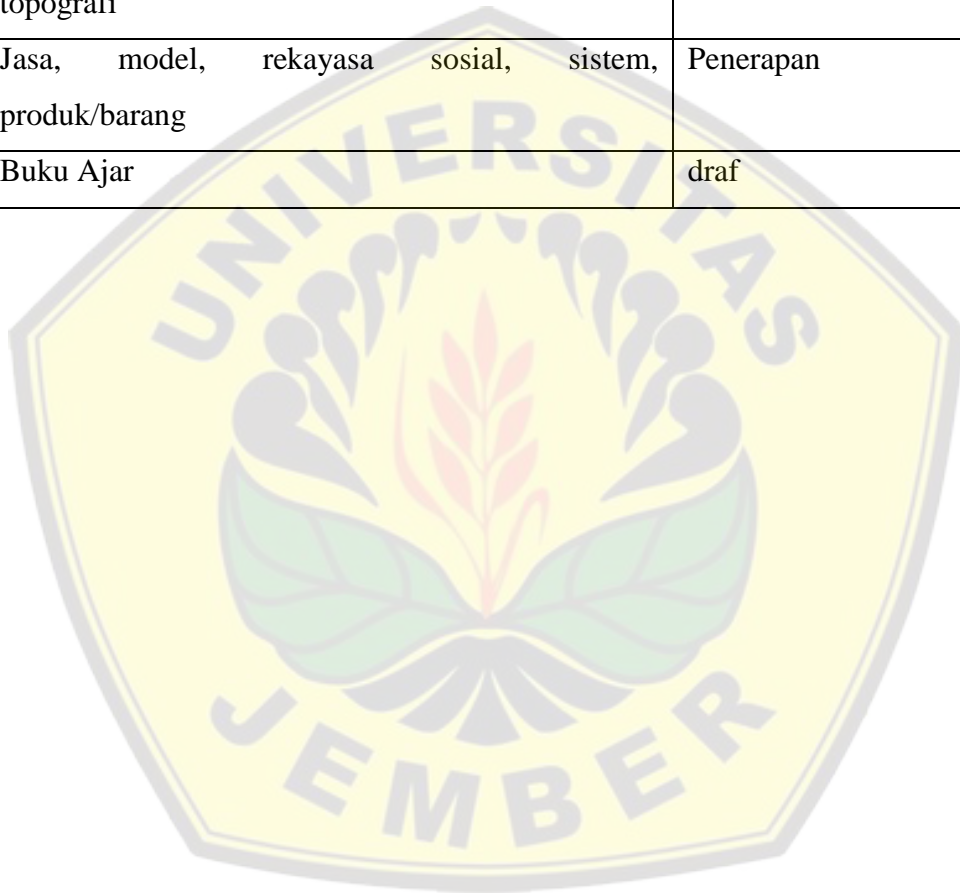 topografi
Jasa, model, rekayasa sosial, sistem, Penerapan
produk/barang
Buku Ajar draf
UNIVERSITAS
JEMBER